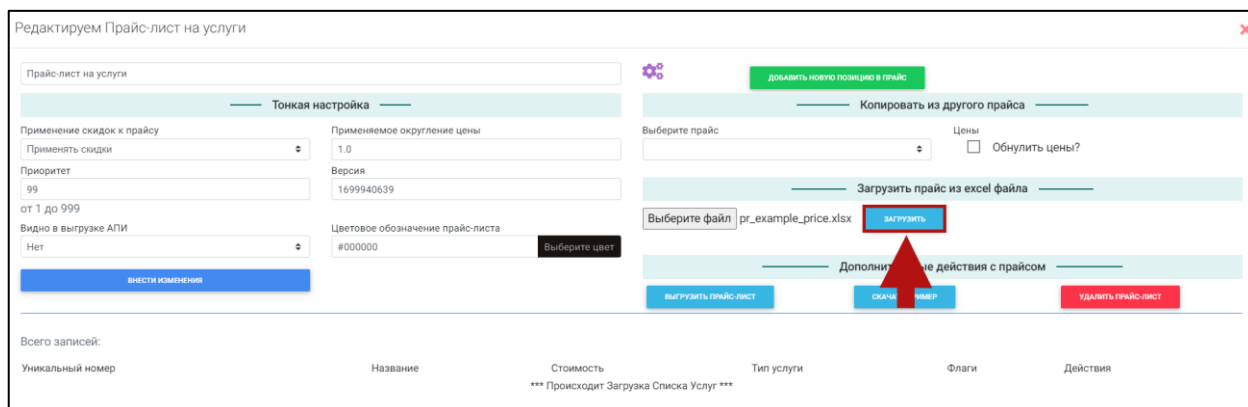 Редактируем Прайс-лист на услуги
Прайс-лист на услуги
Тонкая настройка
Применение скидок к прайсу
Применяемое округление цены
Применять скидки
1.0
Приоритет
Версия
99
1699940639
от 1 до 999
Видно в выгрузке АПИ
Цветовое обозначение прайс-листа
Нет
#000000
Выберите цвет
ВНЕСТИ ИЗМЕНЕНИЯ
ДОБАВИТЬ НОВУЮ ПОЗИЦИЮ В ПРАЙС
Копировать из другого прайса
Выберите прайс
Цены
Обнулить цены?
Загрузить прайс из excel файла
Выберите файл pr_example_price.xlsx
ЗАГРУЗИТЬ
действия с прайсом
ВЫГРУЗИТЬ ПРАЙС-ЛИСТ
УДАЛИТЬ ПРАЙС-ЛИСТ
Всего записей:
Уникальный номер Название Стоимость Тип услуги Флаги Действия
*** Происходит Загрузка Списка Услуг ***